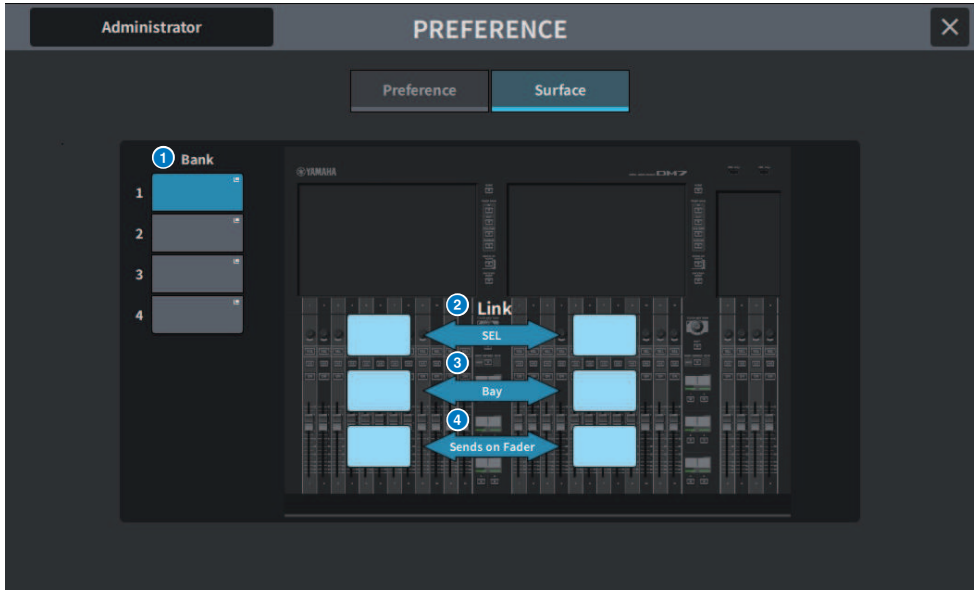 Administrator
PREFERENCE
Preference
Surface
1 Bank
1
2
3
4
YAMAHA
DM7
2 Link
SEL
3
Bay
4
Sends on Fader